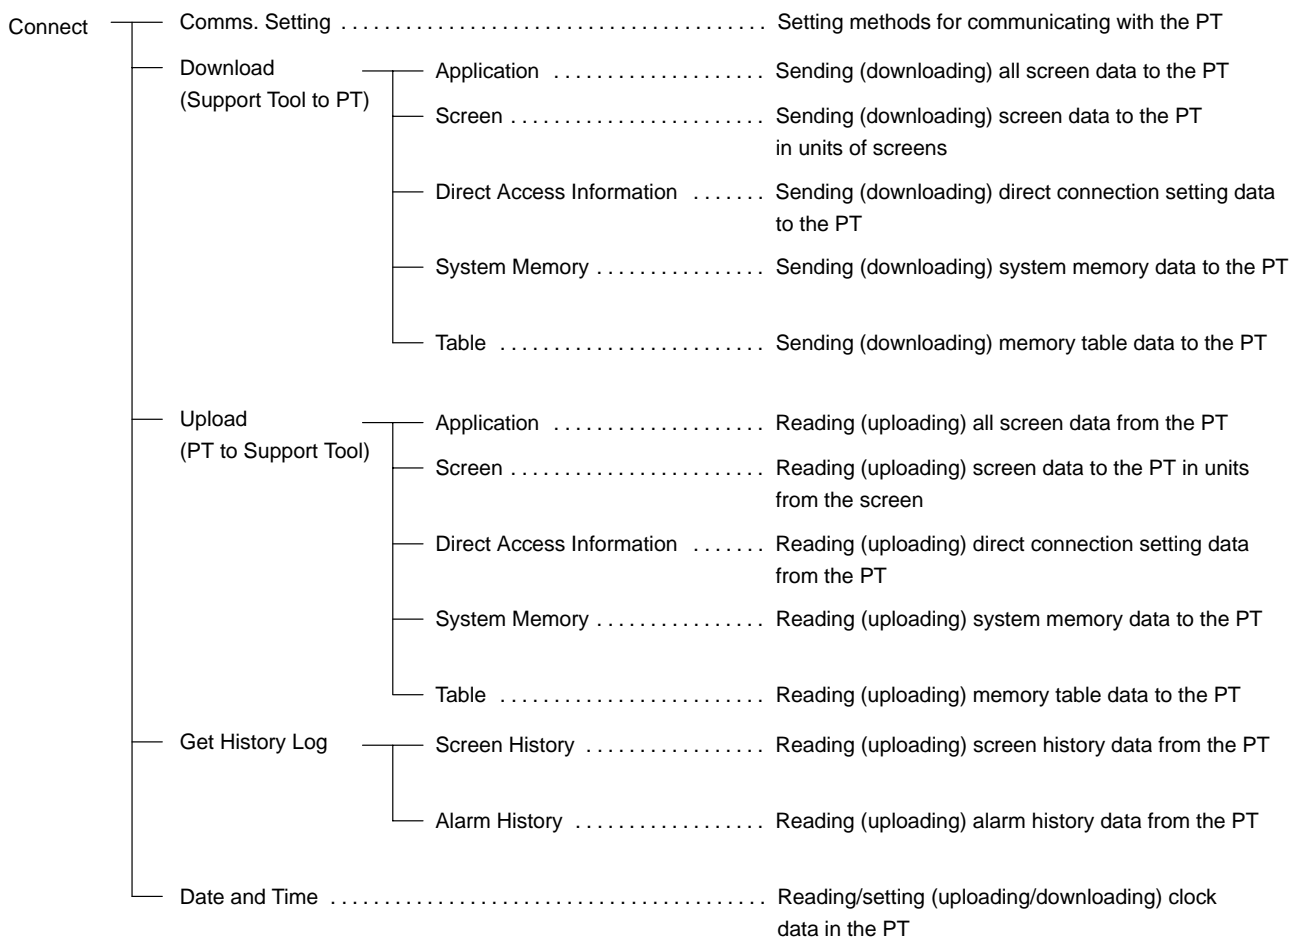 Connect
Comms. Setting ........................................ Setting methods for communicating with the PT
Download
(Support Tool to PT)
Application .................... Sending (downloading) all screen data to the PT
Screen ........................ Sending (downloading) screen data to the PT
in units of screens
Direct Access Information ....... Sending (downloading) direct connection setting data
to the PT
System Memory ................ Sending (downloading) system memory data to the PT
Table ......................... Sending (downloading) memory table data to the PT
Upload
(PT to Support Tool)
Application .................... Reading (uploading) all screen data from the PT
Screen ........................ Reading (uploading) screen data to the PT in units
from the screen
Direct Access Information ....... Reading (uploading) direct connection setting data
from the PT
System Memory ................ Reading (uploading) system memory data to the PT
Table ......................... Reading (uploading) memory table data to the PT
Get History Log
Screen History ................. Reading (uploading) screen history data from the PT
Alarm History .................. Reading (uploading) alarm history data from the PT
Date and Time ......................................... Reading/setting (uploading/downloading) clock
data in the PT